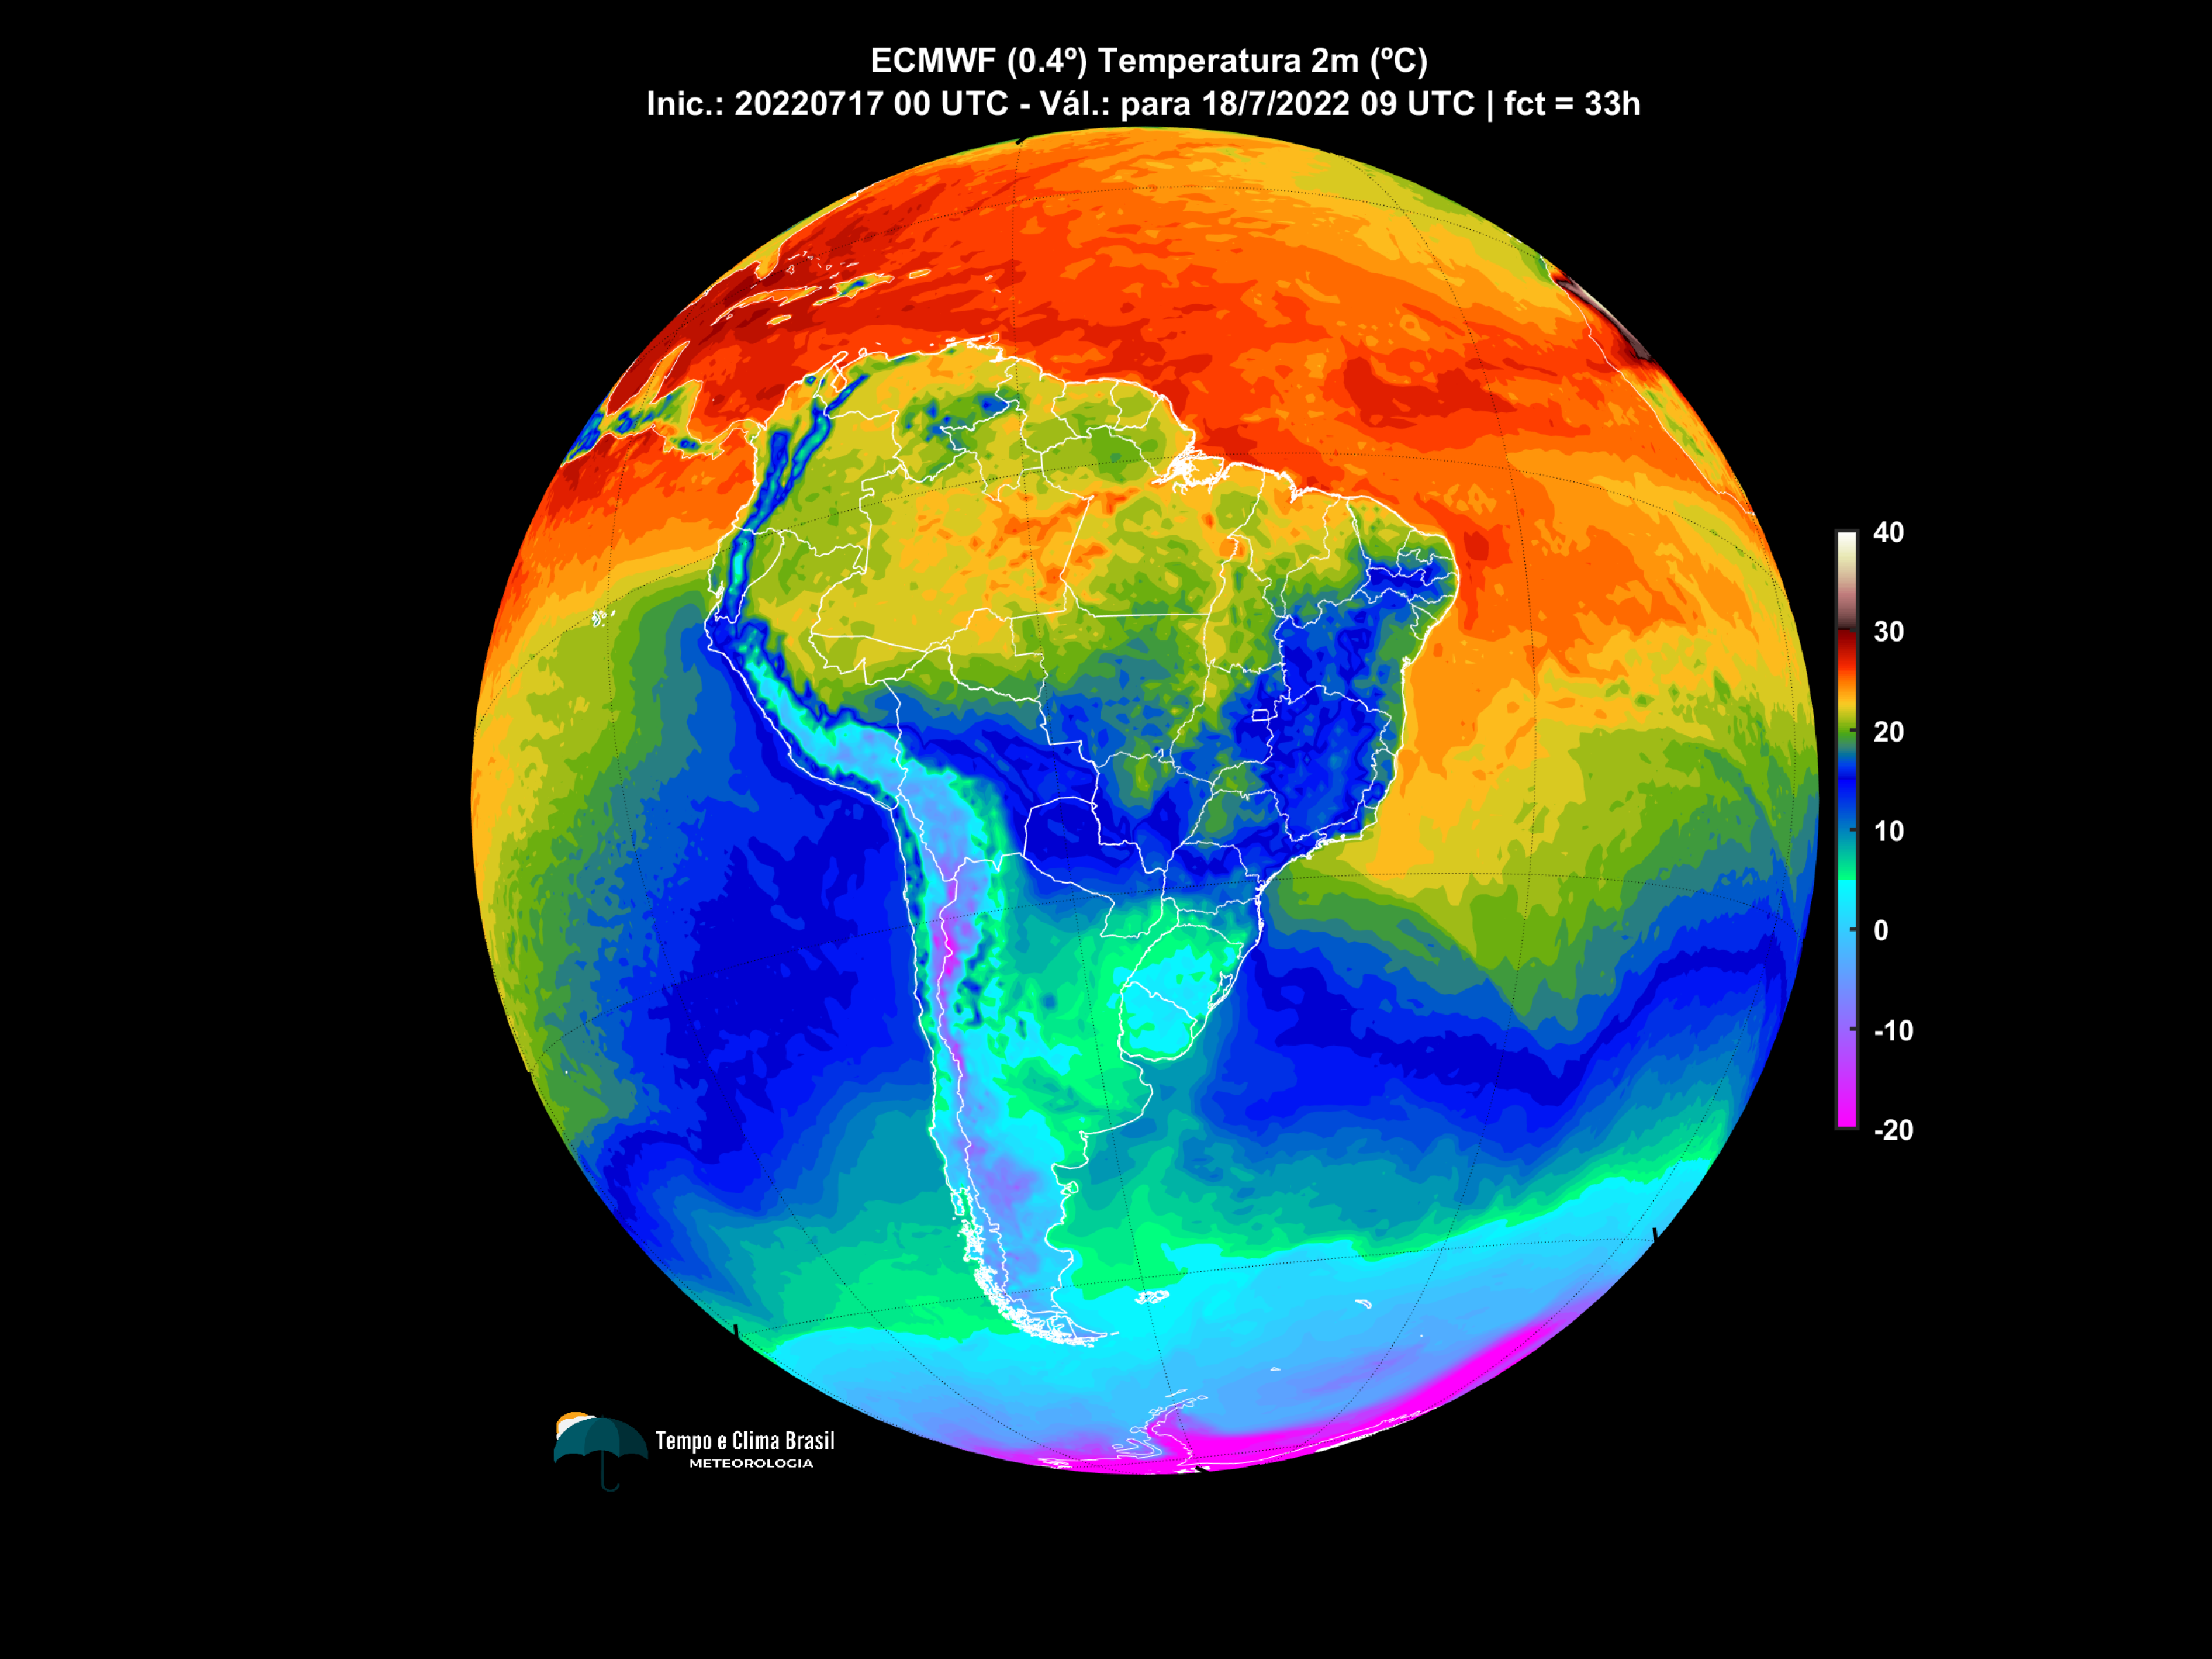 ECMWF (0.4º) Temperatura 2m (ºC)
Inic.: 20220717 00 UTC - Vál.: para 18/7/2022 09 UTC | fct = 33h
40
30
20
10
0
-10
-20
Tempo e Clima Brasil
METEOROLOGIA